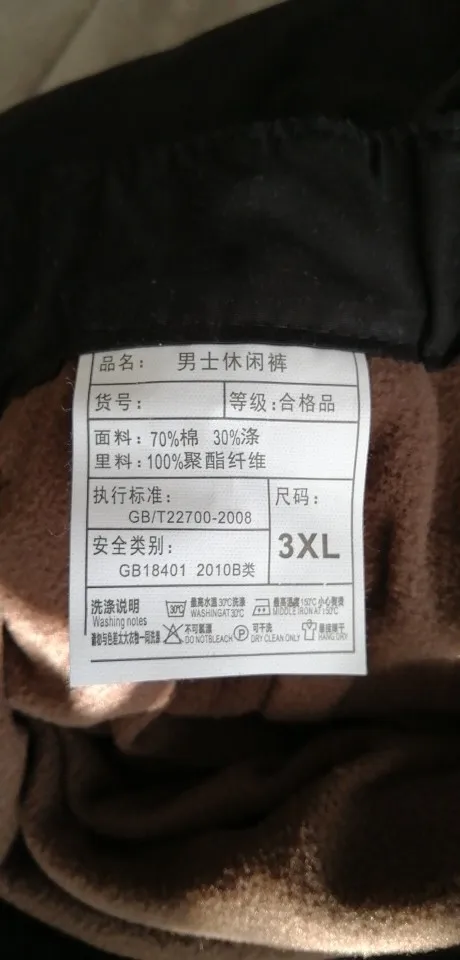 品名： 男士休闲裤
货号： 等级：合格品
面料：70%棉 30%涤
里料：100%聚酯纤维
执行标准：
GB/T22700-2008
尺码：
3XL
安全类别：
GB18401 2010B类
洗涤说明
Washing notes
30℃ 最高水温30℃洗涤
WASHING AT 30℃
最高温度150℃小心熨烫
MIDDLE IRON AT 150℃
不可氯漂
DO NOT BLEACH
P 可干洗
DRY CLEAN ONLY
悬挂晾干
HANG DRY